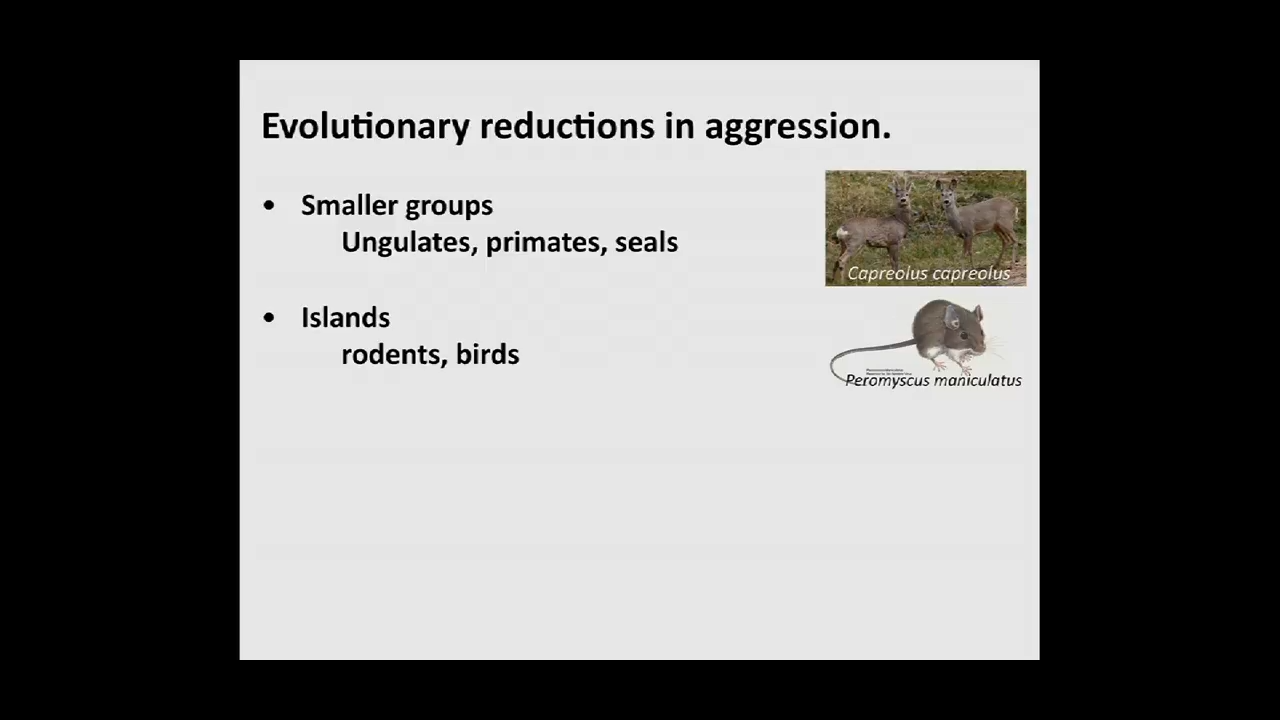 Evolutionary reductions in aggression.
• Smaller groups
Ungulates, primates, seals
Capreolus capreolus
• Islands
rodents, birds
Peromyscus maniculatus